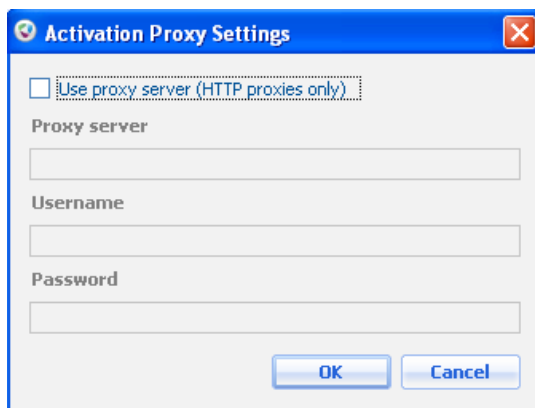 Activation Proxy Settings
Use proxy server (HTTP proxies only)
Proxy server
Username
Password
OK Cancel